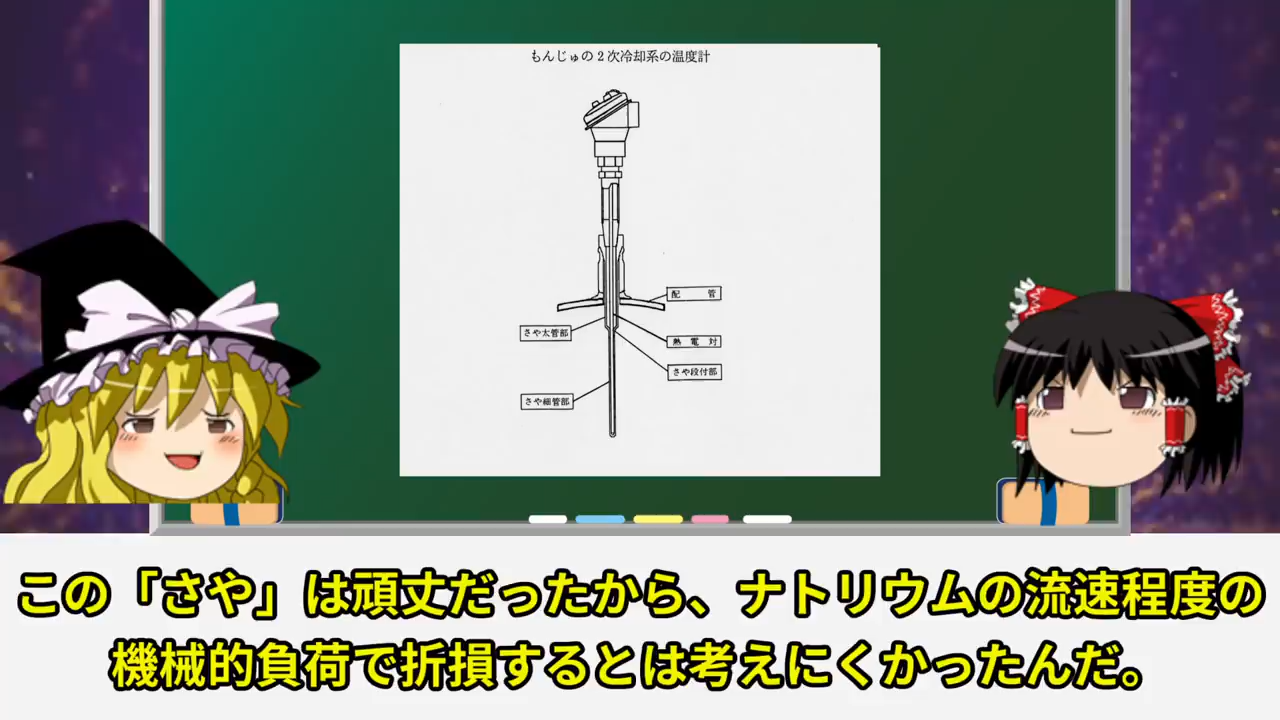 もんじゅの2次冷却系の温度計
配管
さや太管部
熱電対
さや段付部
さや細管部
この「さや」は頑丈だったから、ナトリウムの流速程度の
機械的負荷で折損するとは考えにくかったんだ。